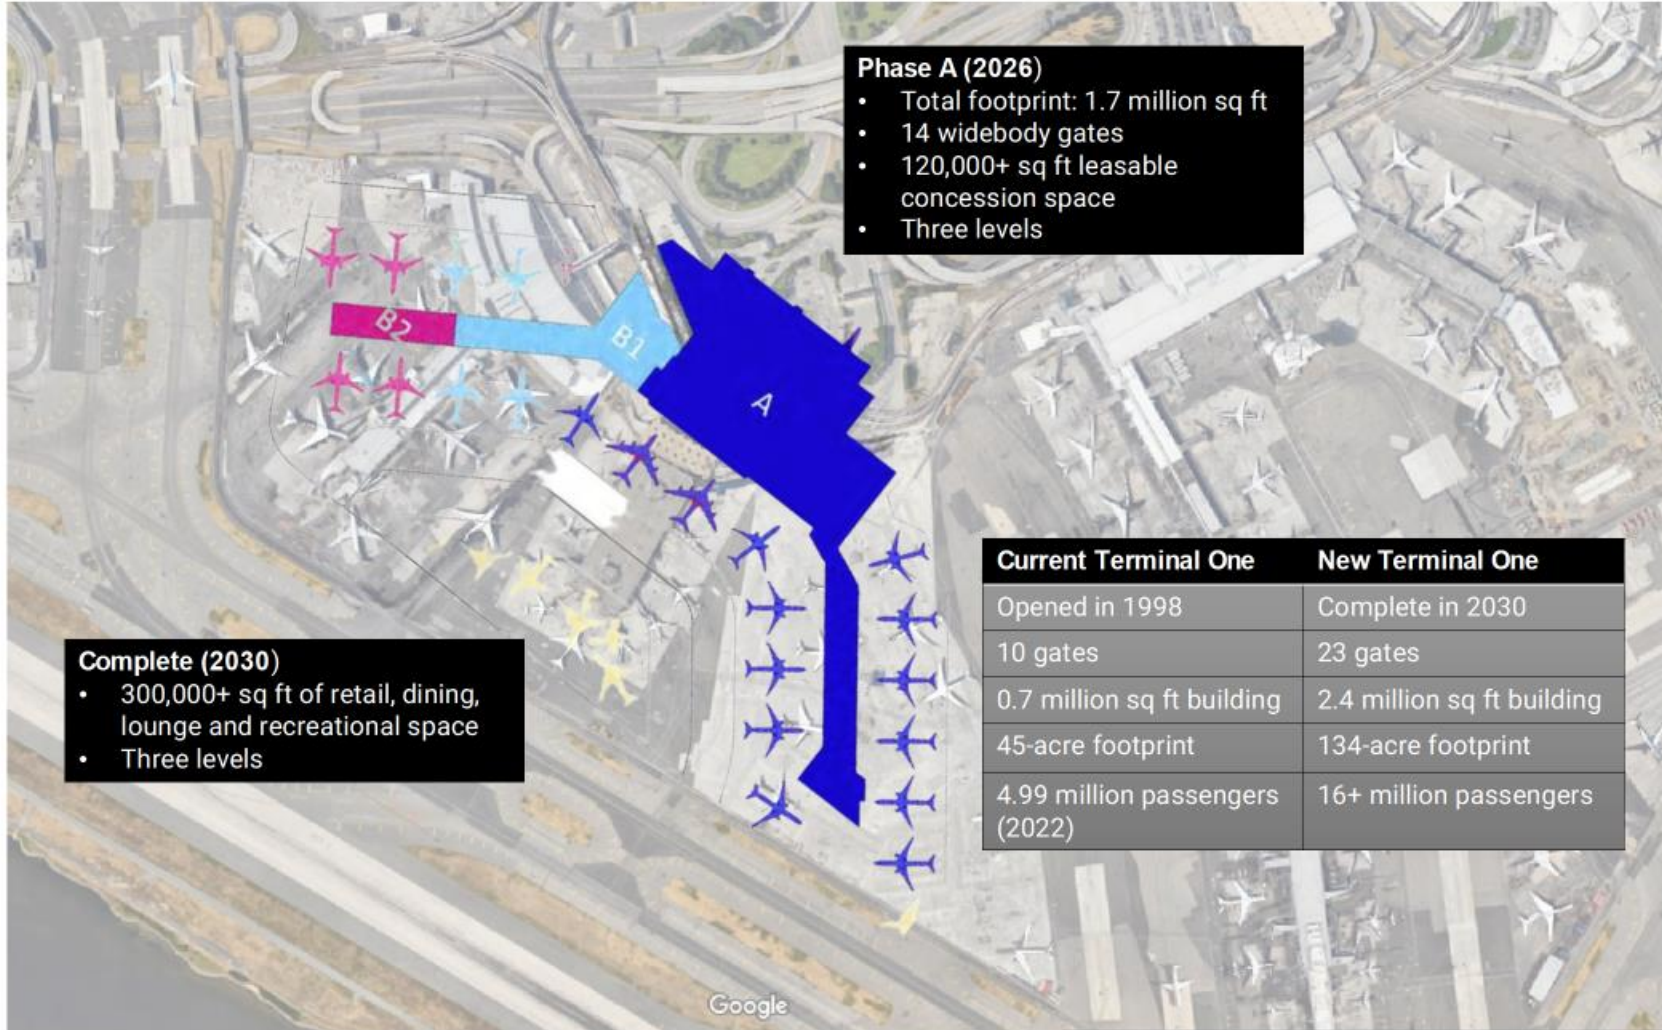 Phase A (2026)
• Total footprint: 1.7 million sq ft
• 14 widebody gates
• 120,000+ sq ft leasable
concession space
• Three levels
B2
B1
A
Current Terminal One
New Terminal One
Opened in 1998
Complete in 2030
10 gates
23 gates
0.7 million sq ft building
2.4 million sq ft building
45-acre footprint
134-acre footprint
4.99 million passengers
(2022)
16+ million passengers
Complete (2030)
• 300,000+ sq ft of retail, dining,
lounge and recreational space
• Three levels
Google